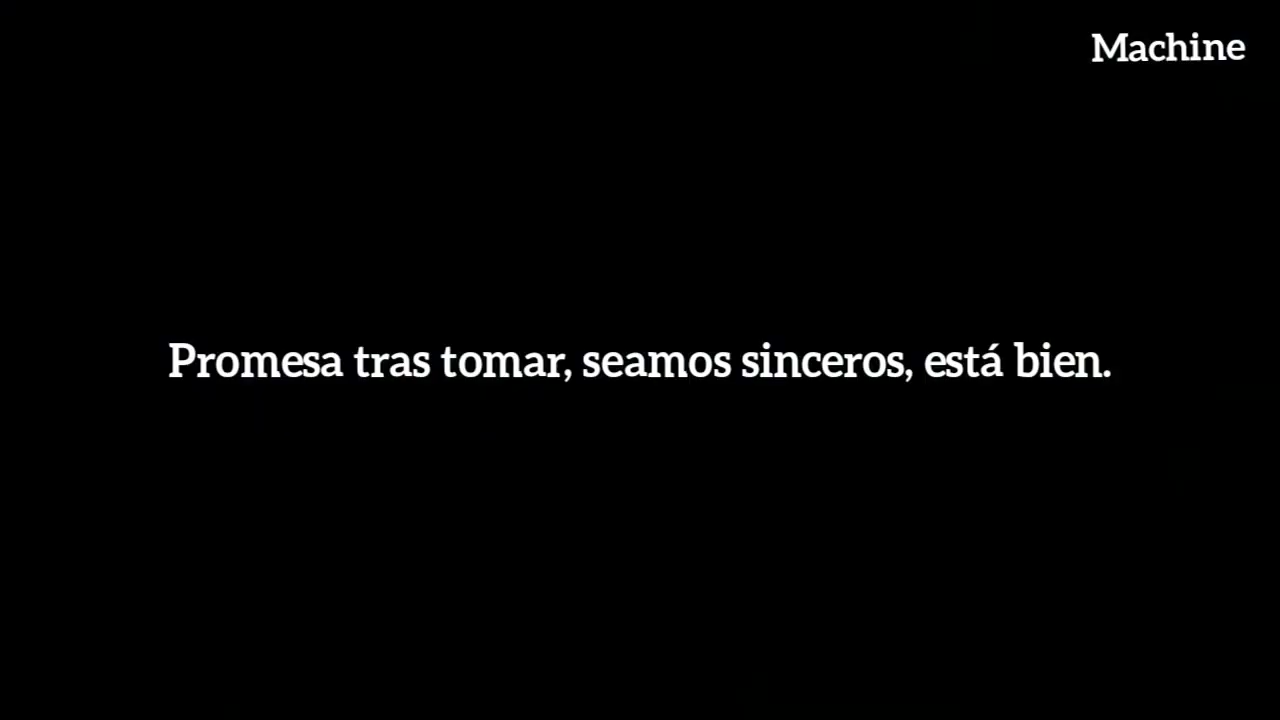 Machine
Promesa tras tomar, seamos sinceros, está bien.